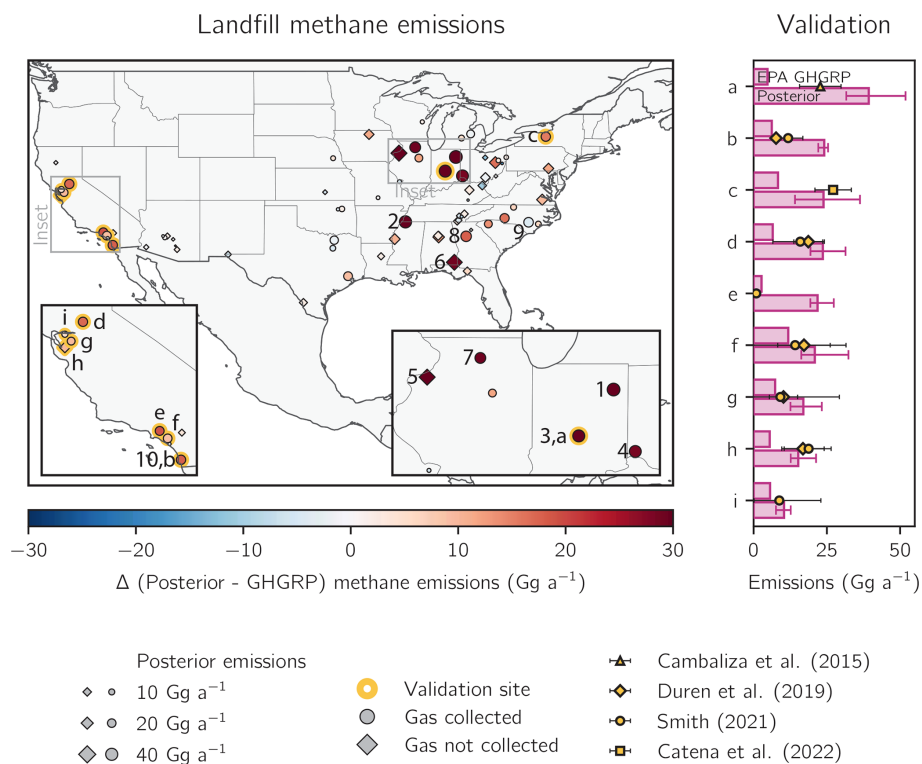 Landfill methane emissions
Validation
EPA GHGRP
Posterior
a
b
c
d
e
f
g
h
i
0
25
50
Emissions (Gg a⁻¹)
c
2
8
9
6
Inset
Inset
i
d
g
h
e
f
10,b
7
5
1
3,a
4
−30
−20
−10
0
10
20
30
Δ (Posterior - GHGRP) methane emissions (Gg a⁻¹)
Posterior emissions
10 Gg a⁻¹
20 Gg a⁻¹
40 Gg a⁻¹
Validation site
Gas collected
Gas not collected
Cambaliza et al. (2015)
Duren et al. (2019)
Smith (2021)
Catena et al. (2022)